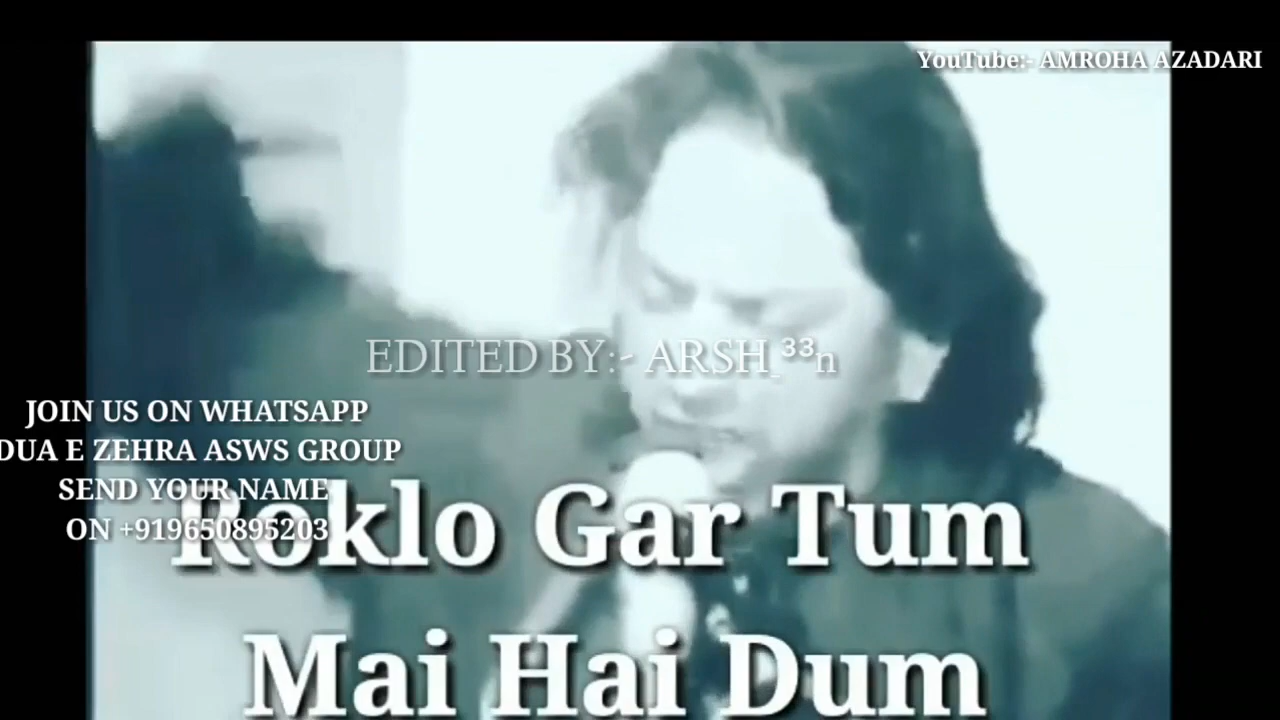 YouTube:- AMROHA AZADARI
EDITED BY:- ARSH_³³n
JOIN US ON WHATSAPP
DUA E ZEHRA ASWS GROUP
SEND YOUR NAME
ON +919650895203
Roklo Gar Tum
Mai Hai Dum